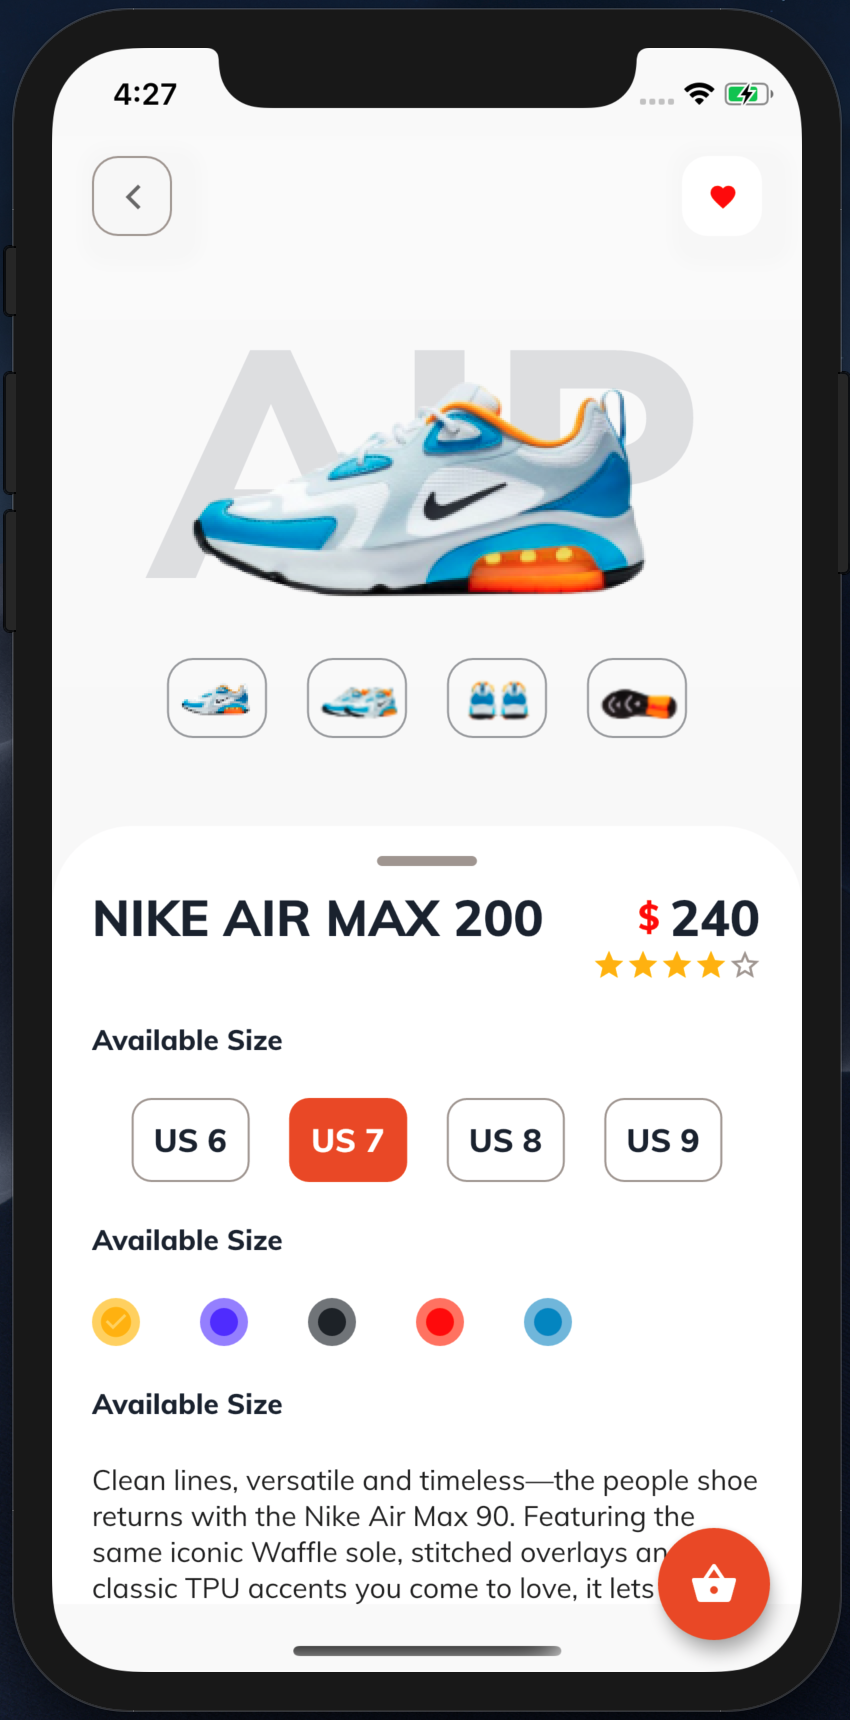 4:27
AIR
NIKE AIR MAX 200
$ 240
Available Size
US 6
US 7
US 8
US 9
Available Size
Available Size
Clean lines, versatile and timeless—the people shoe
returns with the Nike Air Max 90. Featuring the
same iconic Waffle sole, stitched overlays an
classic TPU accents you come to love, it lets